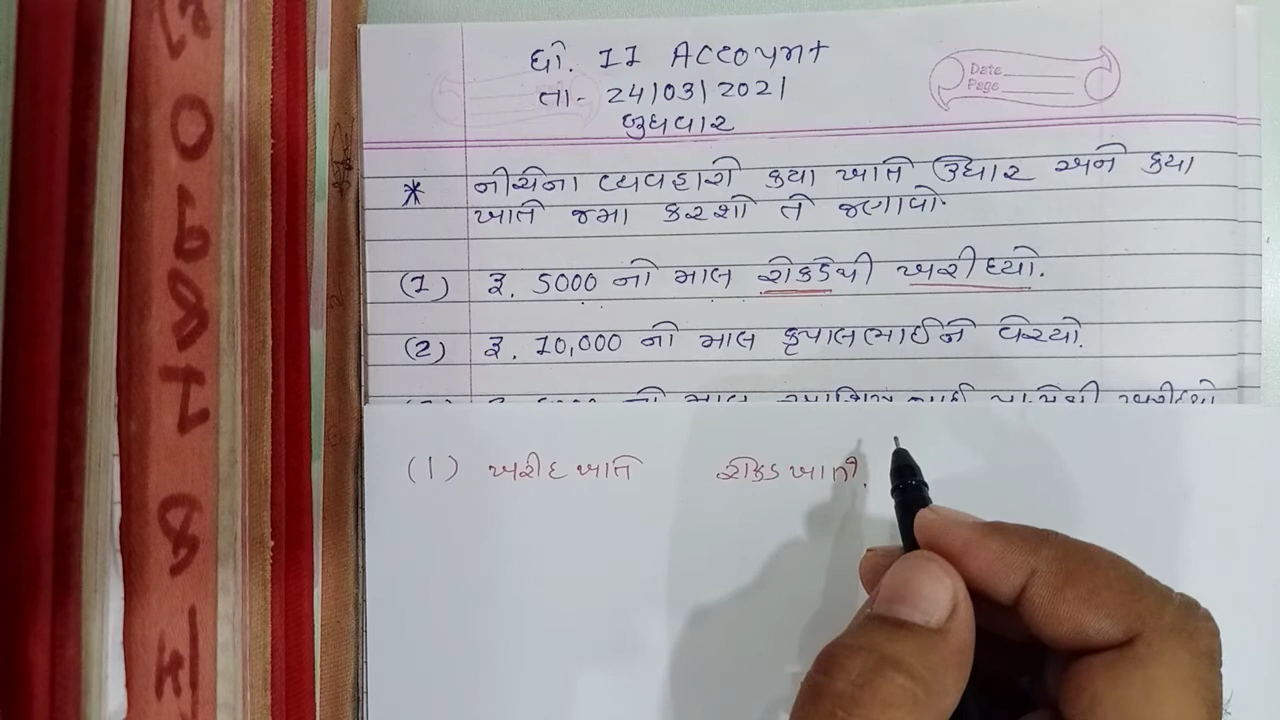 ધો. 11 Account
તા- 24/03/2021
બુધવાર
Date
Page
* નીચેના વ્યવહારો કયા ખાતે ઉધાર અને કયા
ખાતે જમા કરશો તે જણાવો.
(1) રૂ. 5000 નો માલ રોકડેથી ખરીદ્યો.
(2) રૂ. 10,000 નો માલ કૃપાલભાઈને વેચ્યો.
(1) ખરીદ ખાતે રોકડ ખાતે.